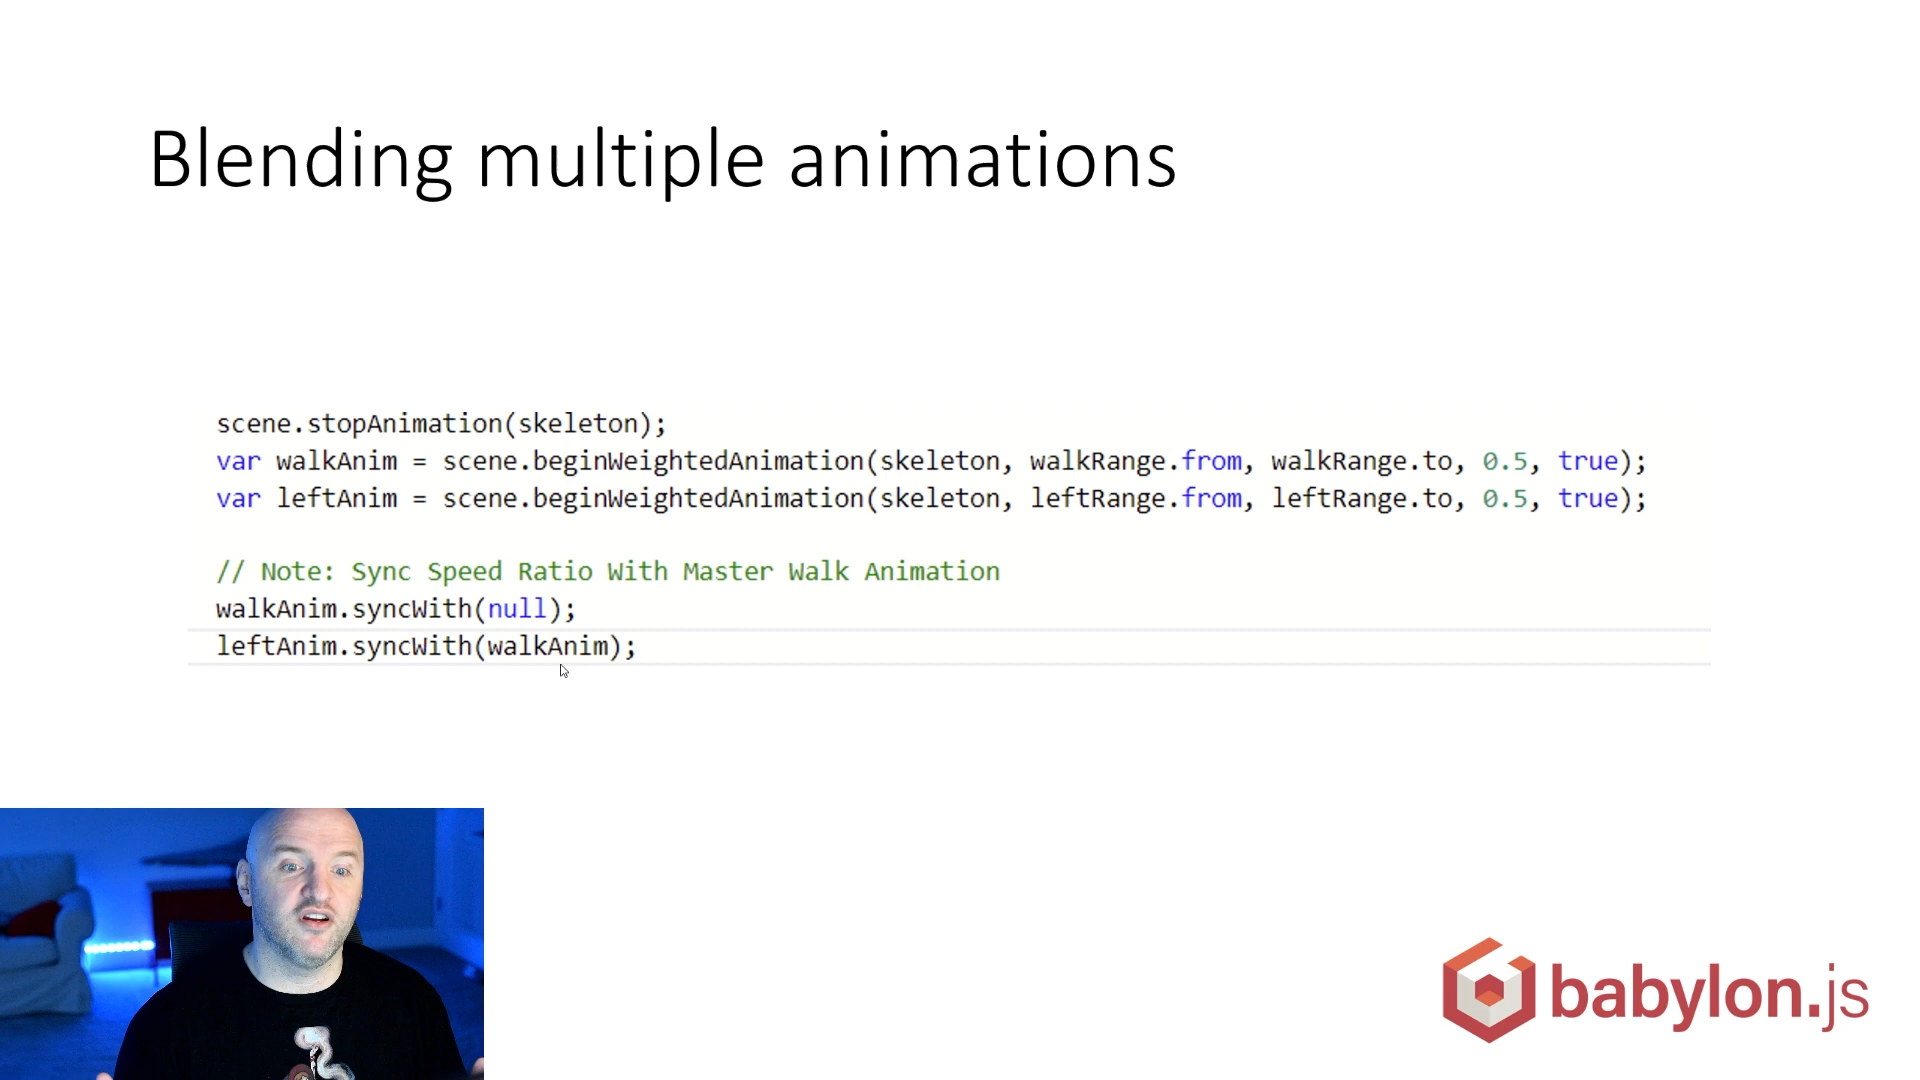 Blending multiple animations
scene.stopAnimation(skeleton);
var walkAnim = scene.beginWeightedAnimation(skeleton, walkRange.from, walkRange.to, 0.5, true);
var leftAnim = scene.beginWeightedAnimation(skeleton, leftRange.from, leftRange.to, 0.5, true);
// Note: Sync Speed Ratio With Master Walk Animation
walkAnim.syncWith(null);
leftAnim.syncWith(walkAnim);
babylon.js